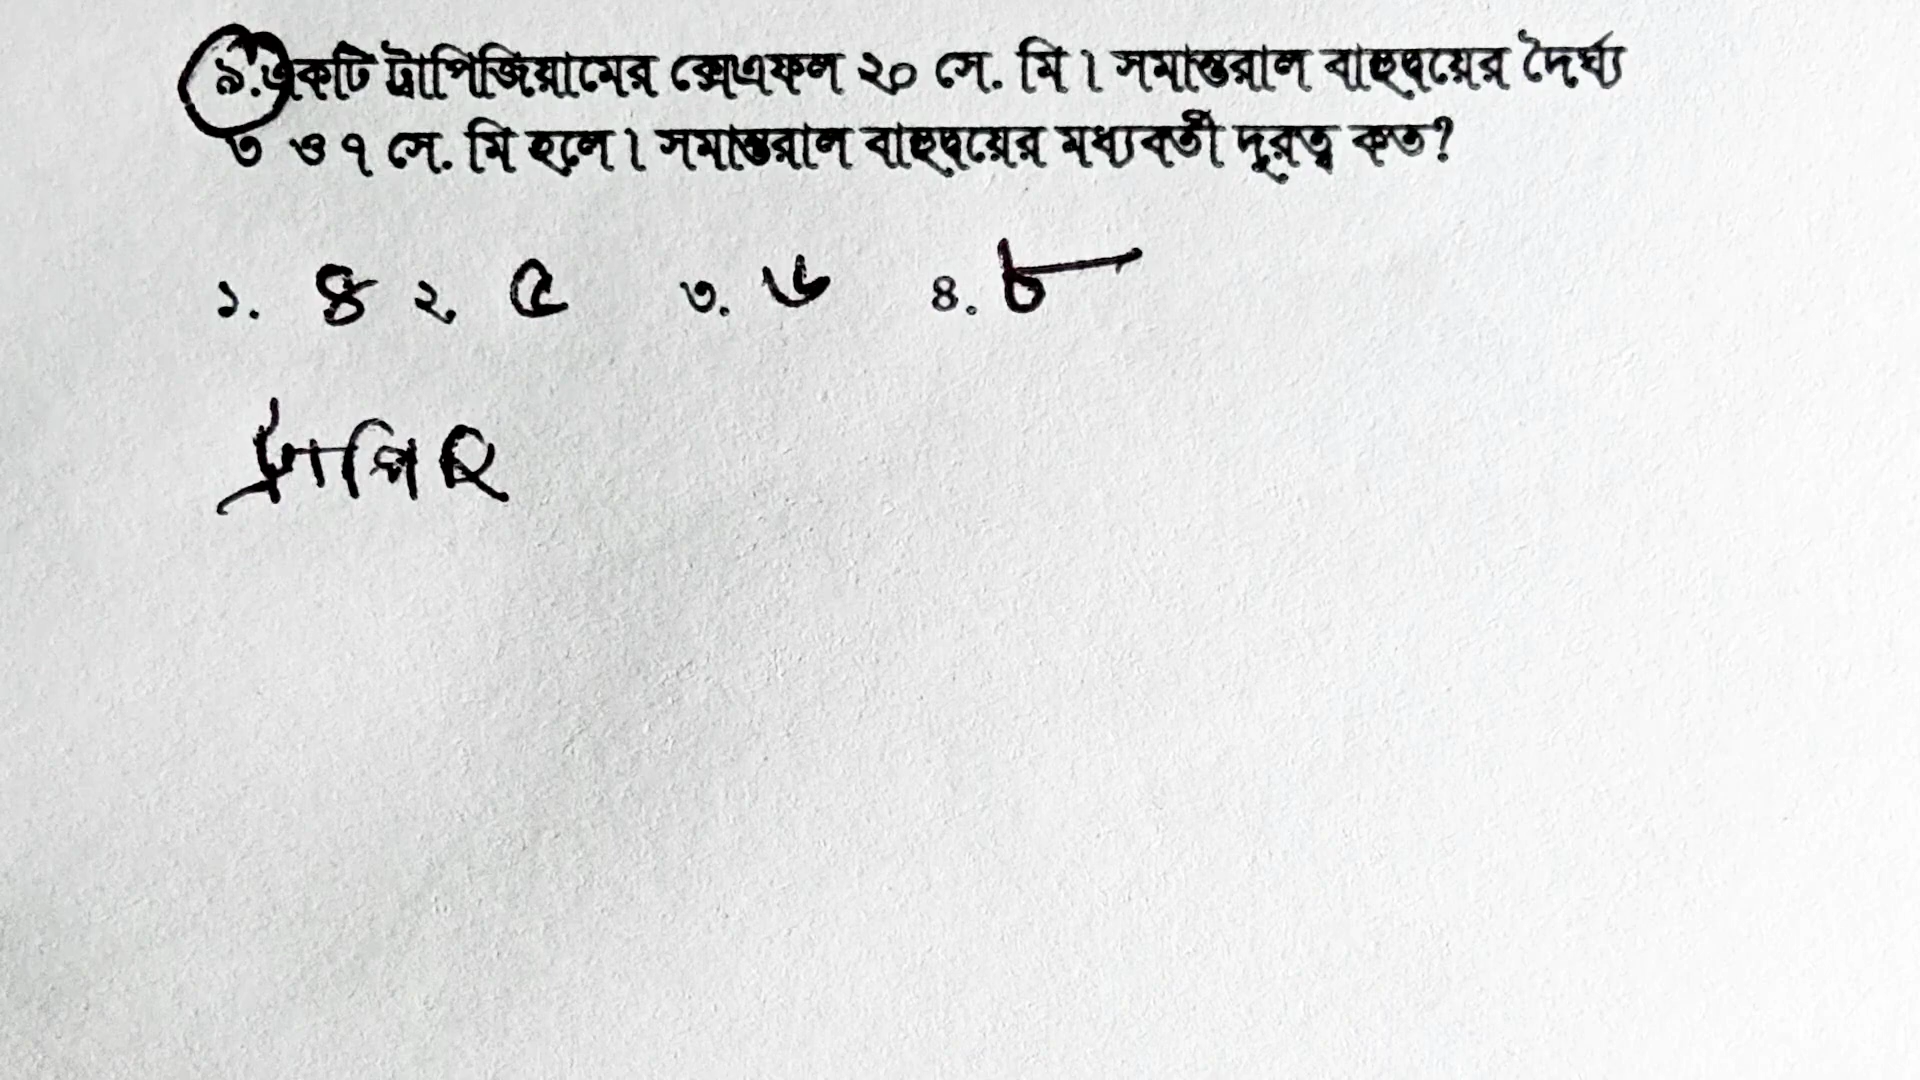 ৯. একটি ট্রাপিজিয়ামের ক্ষেএফল ২০ সে. মি। সমান্তরাল বাহুদ্বয়ের দৈর্ঘ্য
৩ ও ৭ সে. মি হলে। সমান্তরাল বাহুদ্বয়ের মধ্যবর্তী দূরত্ব কত?
১. ৪ ২. ৫ ৩. ৬ ৪. ৮